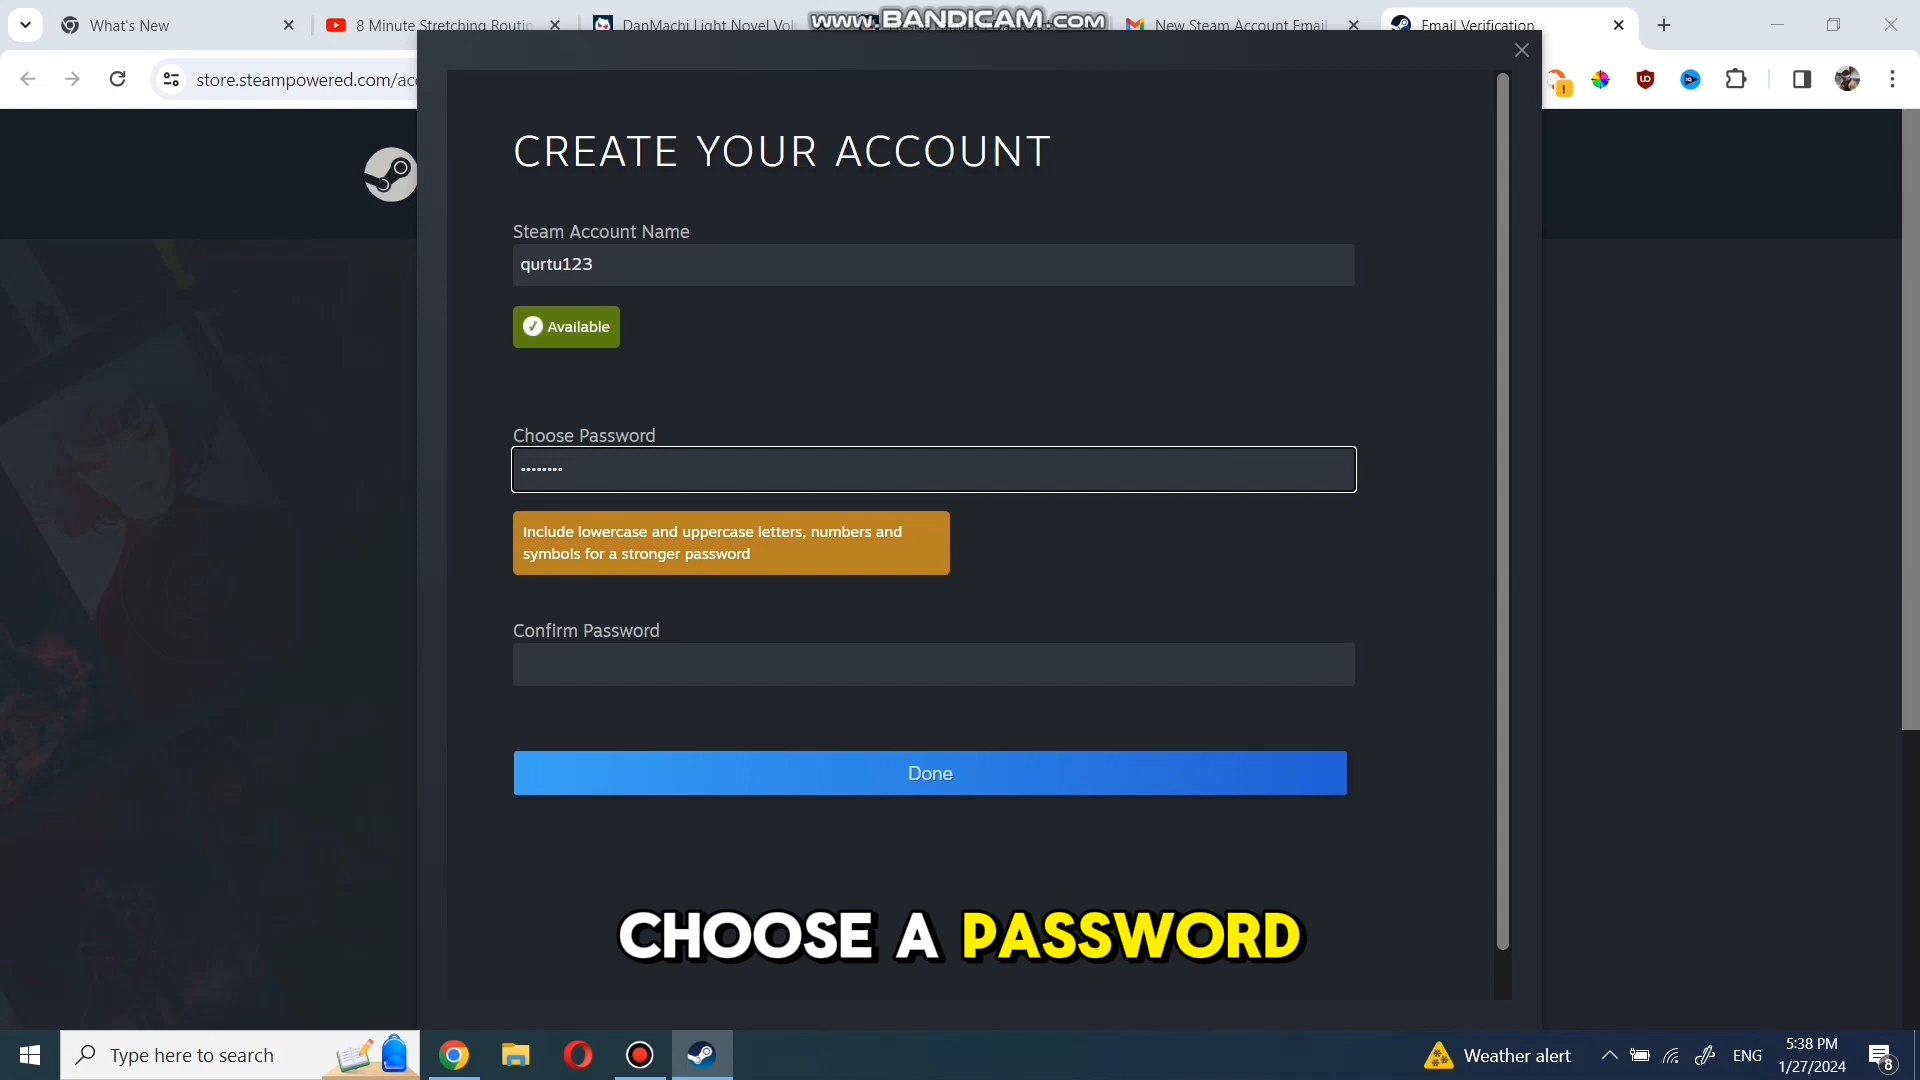 www.BANDICAM.com
What's New
8 Minute Stretching Routin
DanMachi Light Novel Vol
New Steam Account Email
Email Verification
store.steampowered.com/acc
CREATE YOUR ACCOUNT
Steam Account Name
qurtu123
Available
Choose Password
••••••••
Include lowercase and uppercase letters, numbers and
symbols for a stronger password
Confirm Password
Done
CHOOSE A PASSWORD
Type here to search
Weather alert
ENG
5:38 PM
1/27/2024
8